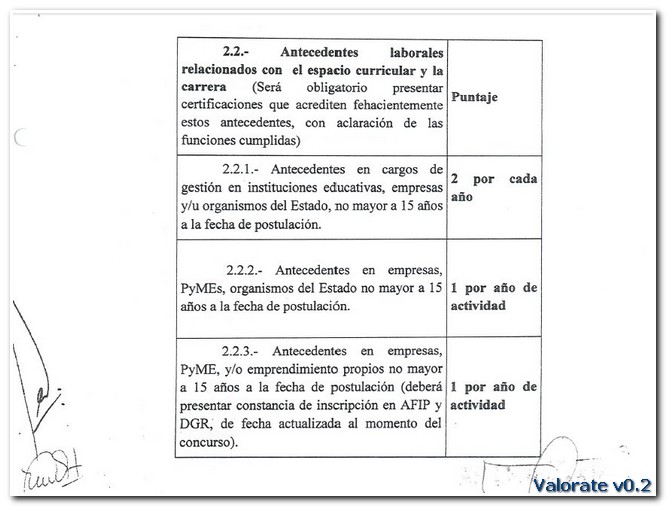 2.2.- Antecedentes laborales
relacionados con el espacio curricular y la
carrera (Será obligatorio presentar
certificaciones que acrediten fehacientemente
estos antecedentes, con aclaración de las
funciones cumplidas)
Puntaje
2.2.1.- Antecedentes en cargos de
gestión en instituciones educativas, empresas
y/u organismos del Estado, no mayor a 15 años
a la fecha de postulación.
2 por cada
año
2.2.2.- Antecedentes en empresas,
PyMEs, organismos del Estado no mayor a 15
años a la fecha de postulación.
1 por año de
actividad
2.2.3.- Antecedentes en empresas,
PyME, y/o emprendimiento propios no mayor
a 15 años a la fecha de postulación (deberá
presentar constancia de inscripción en AFIP y
DGR, de fecha actualizada al momento del
concurso).
1 por año de
actividad
Valorate v0.2